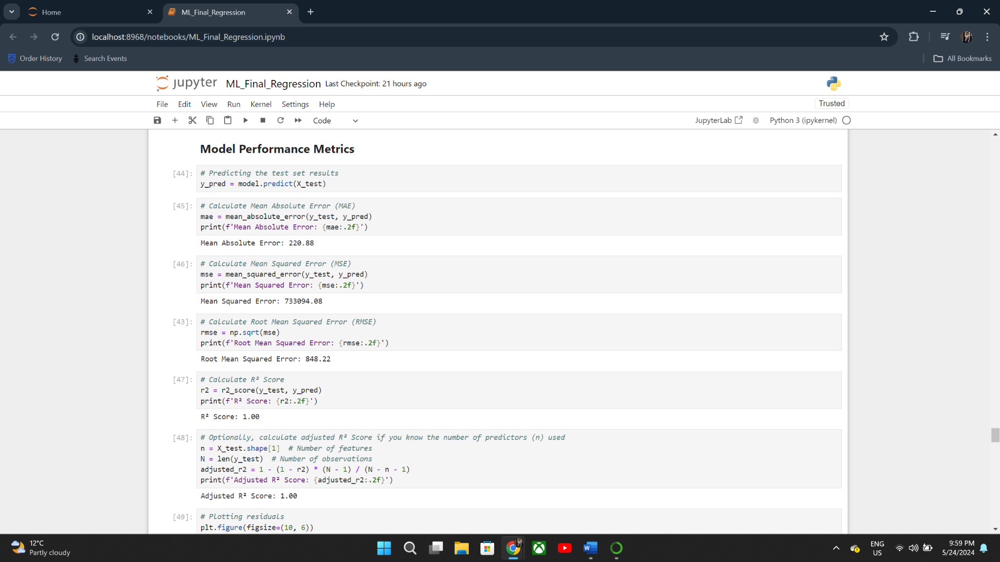 Home
ML_Final_Regression
localhost:8968/notebooks/ML_Final_Regression.ipynb
Order History
Search Events
All Bookmarks
jupyter
ML_Final_Regression Last Checkpoint: 21 hours ago
File Edit View Run Kernel Settings Help
Trusted
Code
JupyterLab
Python 3 (ipykernel)
Model Performance Metrics
[44]:
# Predicting the test set results
y_pred = model.predict(X_test)
[45]:
# Calculate Mean Absolute Error (MAE)
mae = mean_absolute_error(y_test, y_pred)
print(f'Mean Absolute Error: {mae:.2f}')
Mean Absolute Error: 220.88
[46]:
# Calculate Mean Squared Error (MSE)
mse = mean_squared_error(y_test, y_pred)
print(f'Mean Squared Error: {mse:.2f}')
Mean Squared Error: 733094.08
[43]:
# Calculate Root Mean Squared Error (RMSE)
rmse = np.sqrt(mse)
print(f'Root Mean Squared Error: {rmse:.2f}')
Root Mean Squared Error: 848.22
[47]:
# Calculate R² Score
r2 = r2_score(y_test, y_pred)
print(f'R² Score: {r2:.2f}')
R² Score: 1.00
[48]:
# Optionally, calculate adjusted R² Score if you know the number of predictors (n) used
n = X_test.shape[1]  # Number of features
N = len(y_test)  # Number of observations
adjusted_r2 = 1 - (1 - r2) * (N - 1) / (N - n - 1)
print(f'Adjusted R² Score: {adjusted_r2:.2f}')
Adjusted R² Score: 1.00
[49]:
# Plotting residuals
plt.figure(figsize=(10, 6))
12°C
Partly cloudy
W
ENG
US
9:59 PM
5/24/2024